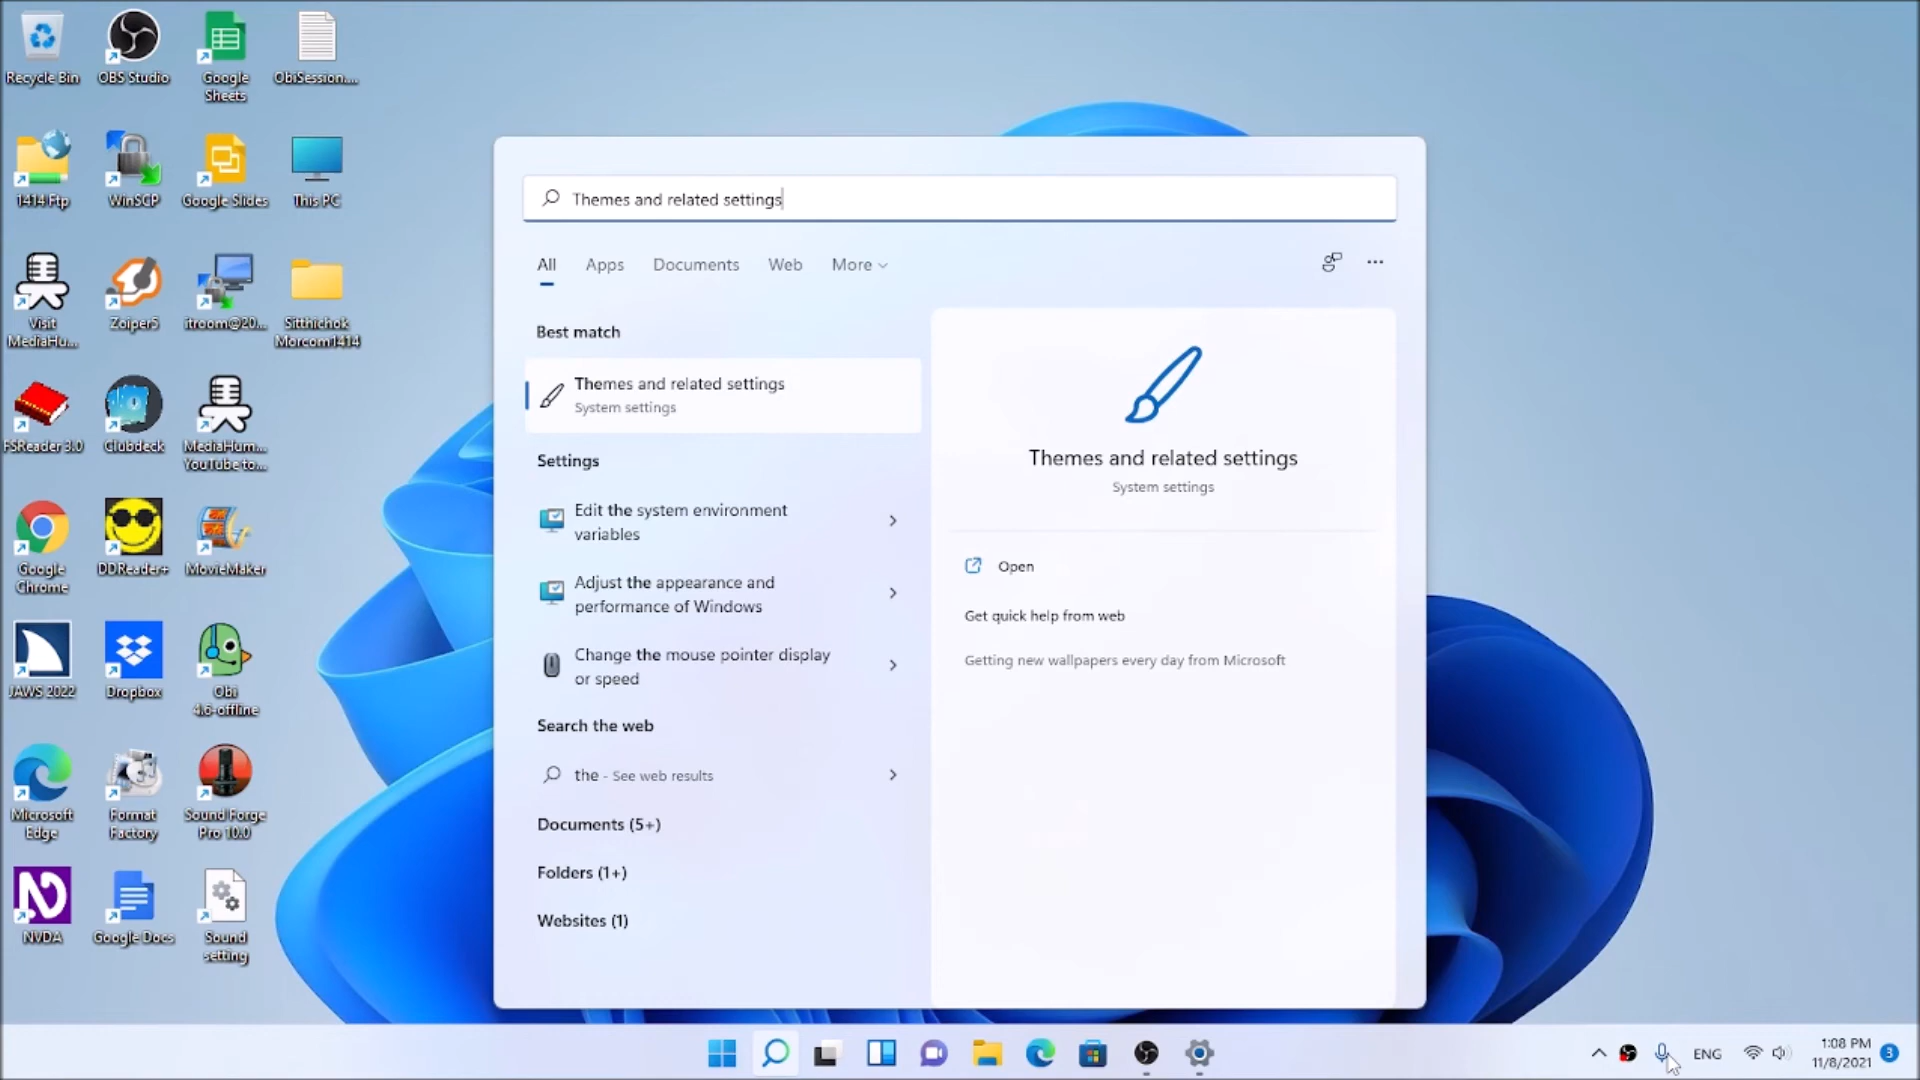 Recycle Bin
OBS Studio
Google
Sheets
ObiSession....
1414 Ftp
WinSCP
Google Slides
This PC
Visit
MediaHu...
Zoiper5
itroom@20...
Sitthichok
Morcom1414
FSReader 3.0
Clubdeck
MediaHum...
YouTube to...
Google
Chrome
DDReader+
MovieMaker
JAWS 2022
Dropbox
Obi
4.6-offline
Microsoft
Edge
Format
Factory
Sound Forge
Pro 10.0
NVDA
Google Docs
Sound
setting
Themes and related settings
All
Apps
Documents
Web
More
Best match
Themes and related settings
System settings
Settings
Edit the system environment
variables
Adjust the appearance and
performance of Windows
Change the mouse pointer display
or speed
Search the web
the - See web results
Documents (5+)
Folders (1+)
Websites (1)
Themes and related settings
System settings
Open
Get quick help from web
Getting new wallpapers every day from Microsoft
ENG
1:08 PM
11/8/2021
3